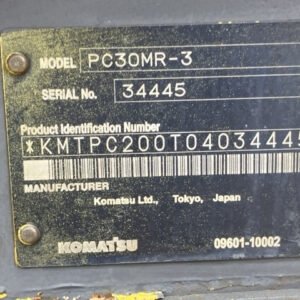 MODEL PC30MR-3
SERIAL No. 34445
Product Identification Number
*KMTPC200T04034445
MANUFACTURER
Komatsu Ltd., Tokyo, Japan
KOMATSU 09601-10002